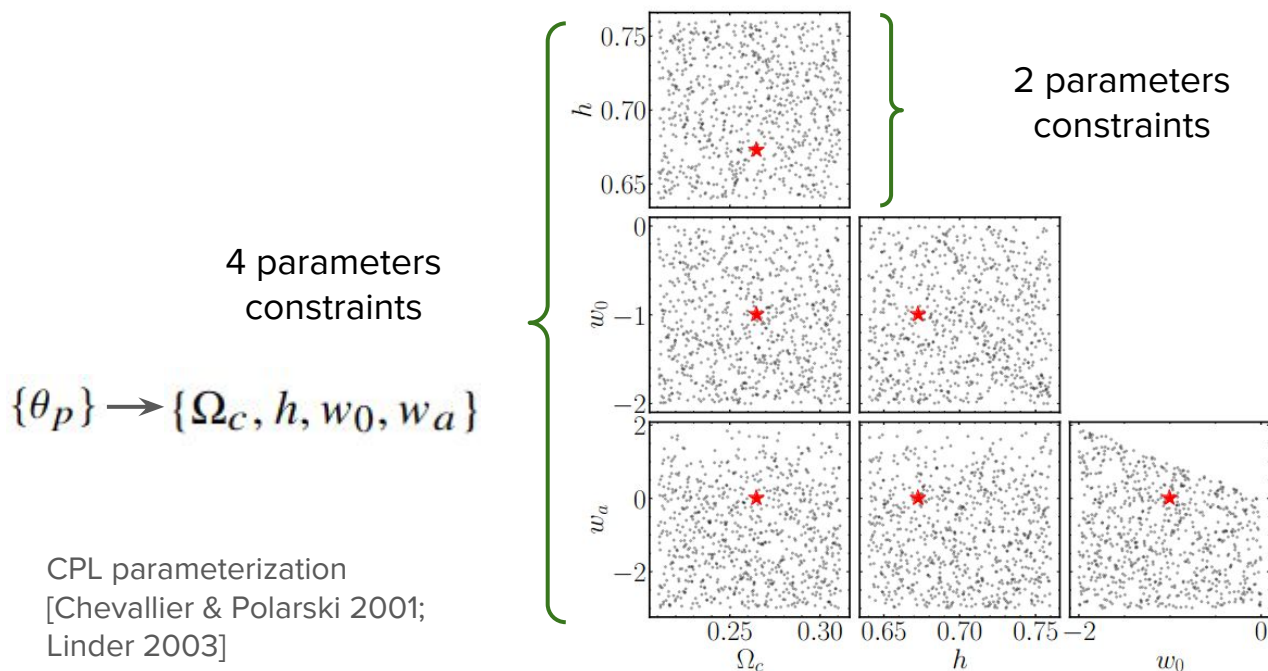 0.75
0.70
0.65
h
2 parameters
constraints
4 parameters
constraints
0
−1
−2
w₀
{θₚ} → {Ω_c, h, w₀, wₐ}
2
0
−2
wₐ
CPL parameterization
[Chevallier & Polarski 2001;
Linder 2003]
0.25 0.30 0.65 0.70 0.75 −2 0
Ω_c h w₀